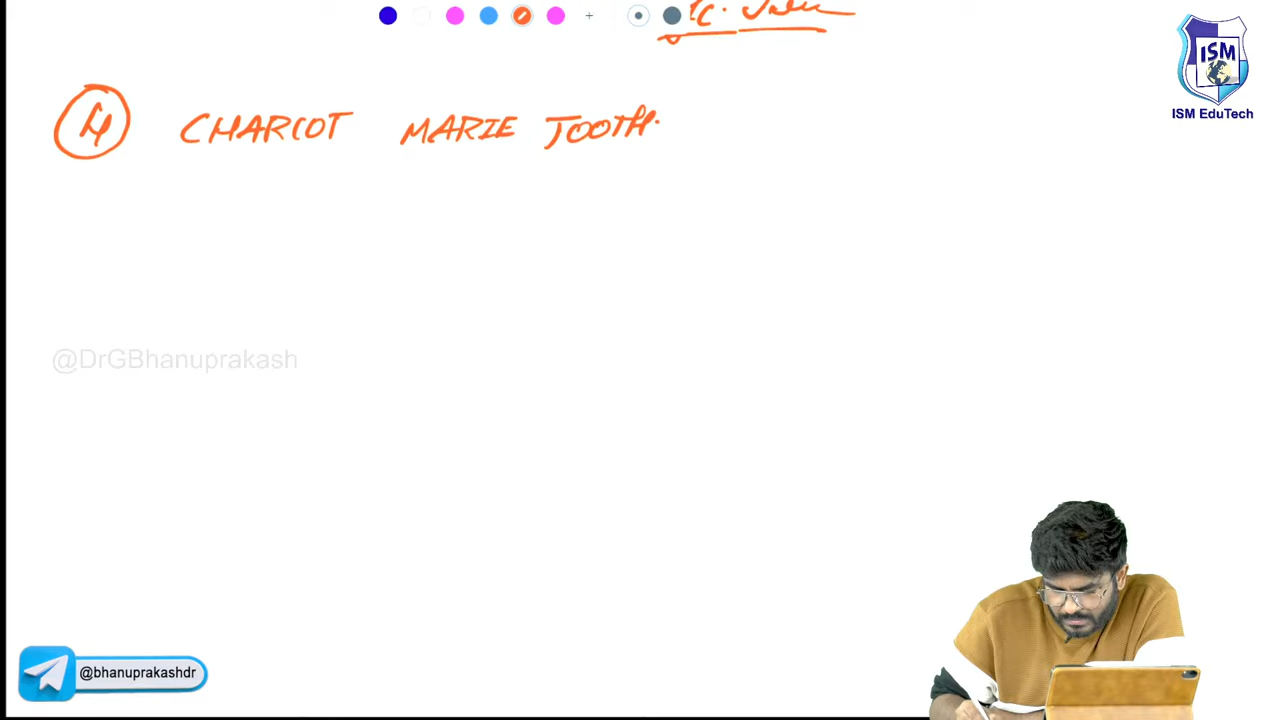 ISM
ISM EduTech
4 CHARCOT MARIE TOOTH.
@DrGBhanuprakash
@bhanuprakashdr